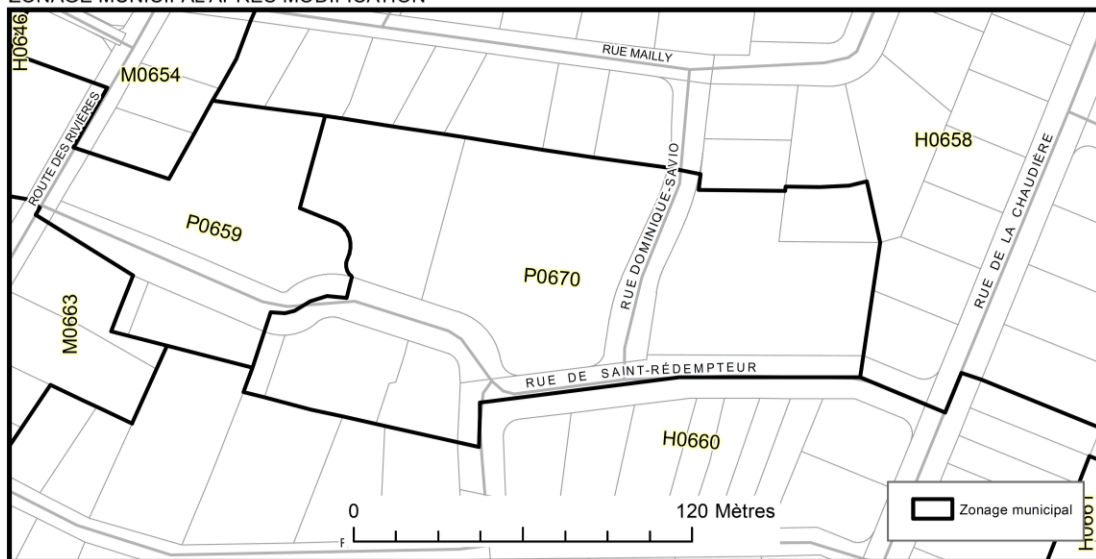 ZONAGE MUNICIPAL APRÈS MODIFICATION
H0646
M0654
RUE MAILLY
H0658
ROUTE DES RIVIÈRES
P0659
RUE DOMINIQUE-SAVIO
P0670
RUE DE LA CHAUDIÈRE
M0663
RUE DE SAINT-RÉDEMPTEUR
H0660
0
120 Mètres
Zonage municipal
H0661